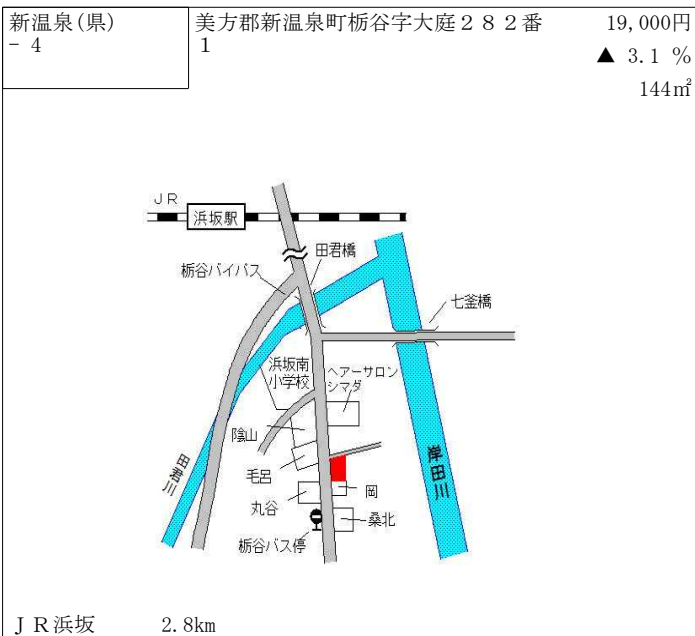 新温泉(県)
- 4
美方郡新温泉町栃谷字大庭２８２番
1
19,000円
▲ 3.1 %
144㎡
ＪＲ
浜坂駅
田君橋
栃谷バイパス
七釜橋
浜坂南
小学校
ヘアーサロン
シマダ
陰山
田君川
毛呂
岸田川
岡
丸谷
桑北
栃谷バス停
ＪＲ浜坂 2.8km